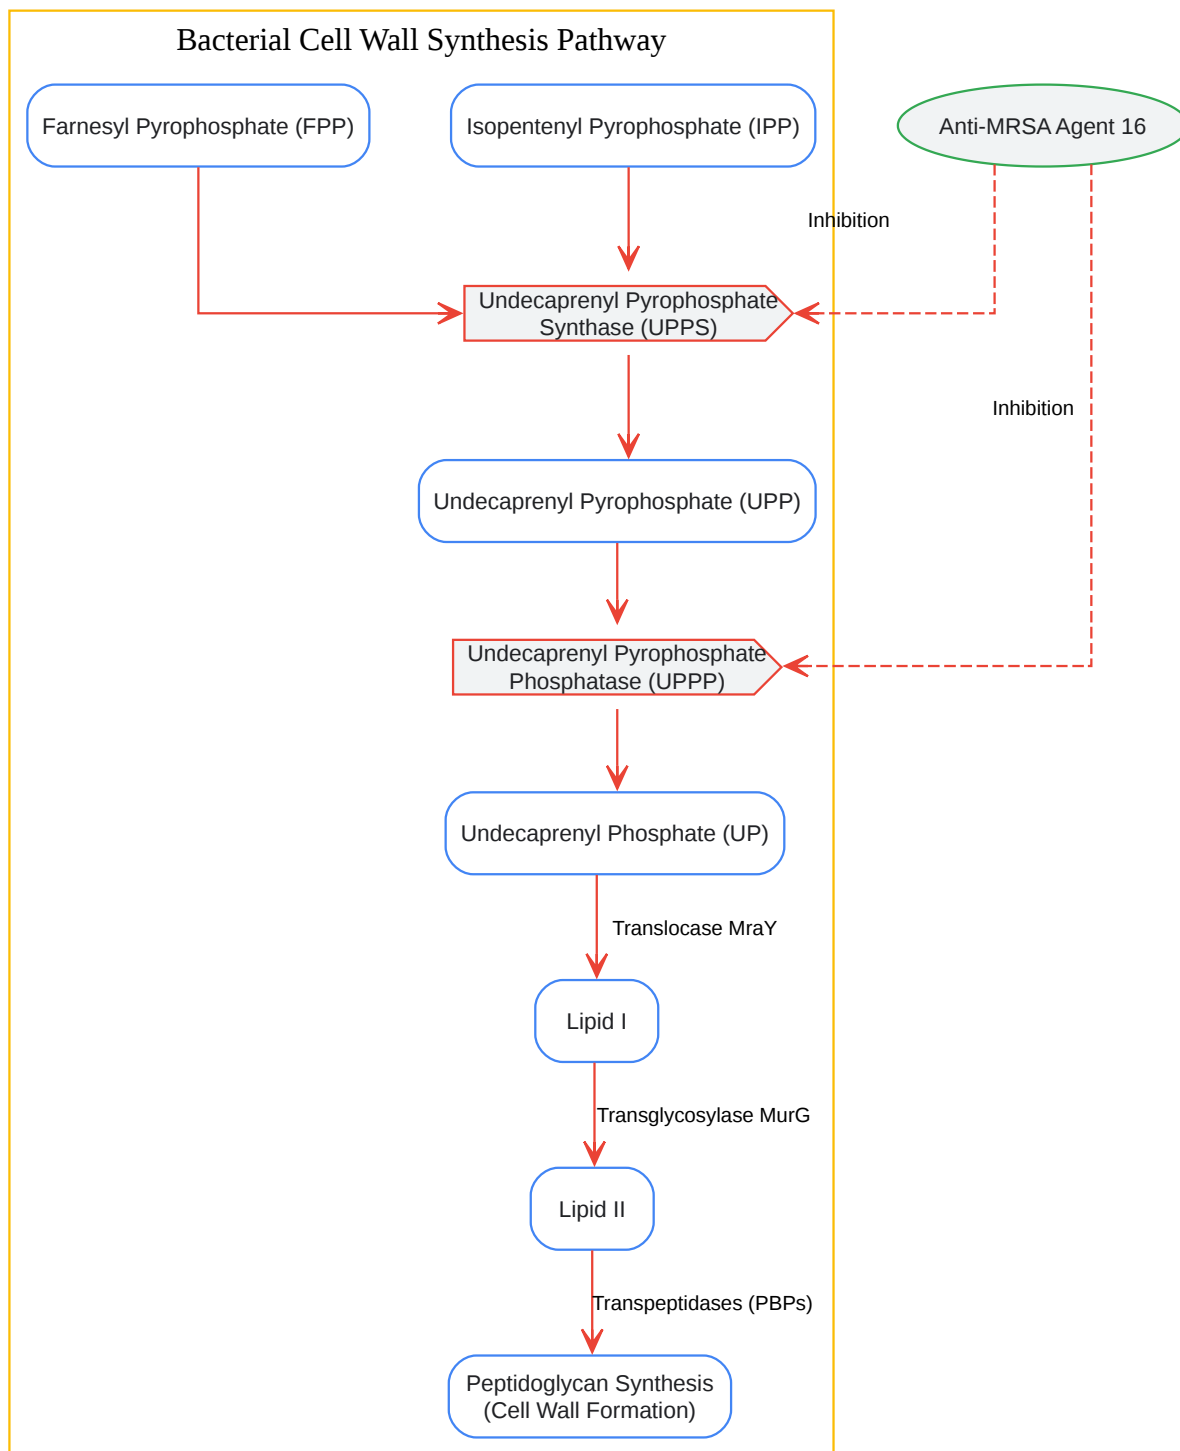 Bacterial Cell Wall Synthesis Pathway
Farnesyl Pyrophosphate (FPP)
Isopentenyl Pyrophosphate (IPP)
Anti-MRSA Agent 16
Inhibition
Undecaprenyl Pyrophosphate
Synthase (UPPS)
Inhibition
Undecaprenyl Pyrophosphate (UPP)
Undecaprenyl Pyrophosphate
Phosphatase (UPPP)
Undecaprenyl Phosphate (UP)
Translocase MraY
Lipid I
Transglycosylase MurG
Lipid II
Transpeptidases (PBPs)
Peptidoglycan Synthesis
(Cell Wall Formation)